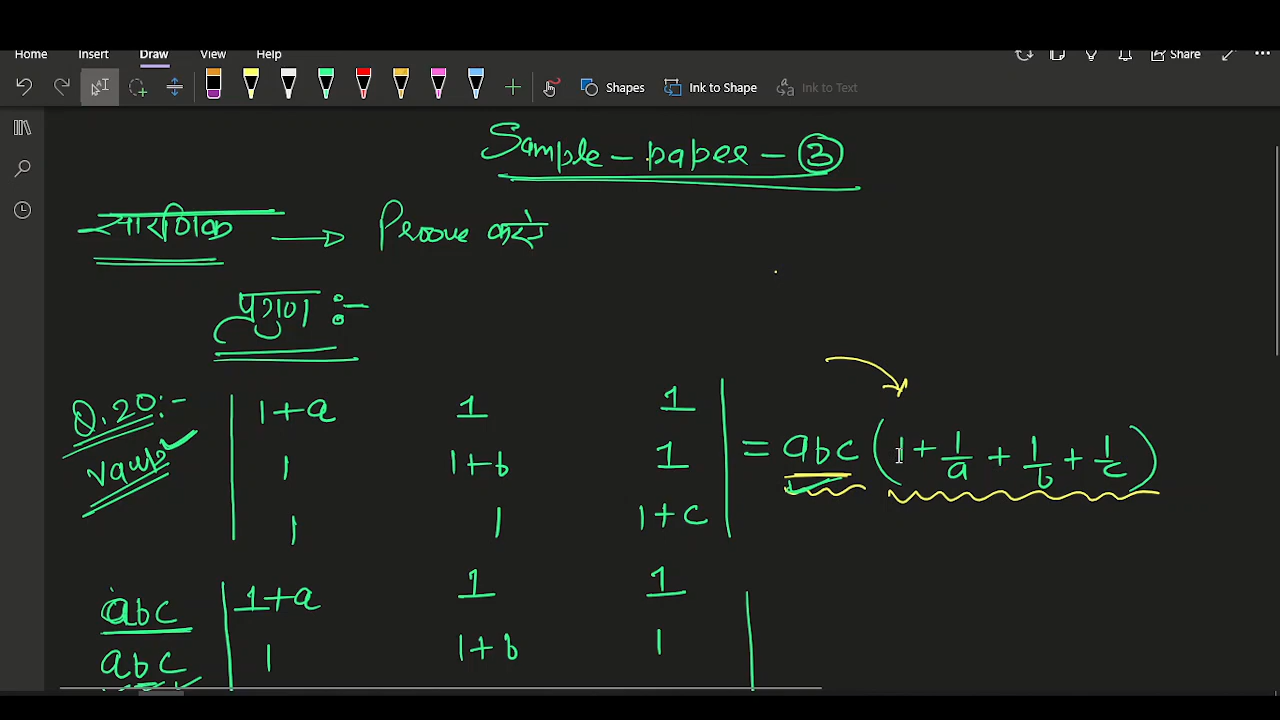 Home Insert Draw View Help Share
Shapes Ink to Shape Ink to Text
Sample - paper - 3
सारणिक → Proove करो
प्रश्न :-
Q.20:- | 1+a 1 1 |
| 1 1+b 1 | = abc (1 + 1/a + 1/b + 1/c)
| 1 1 1+c |
abc | 1+a 1 1 |
abc | 1 1+b 1 |